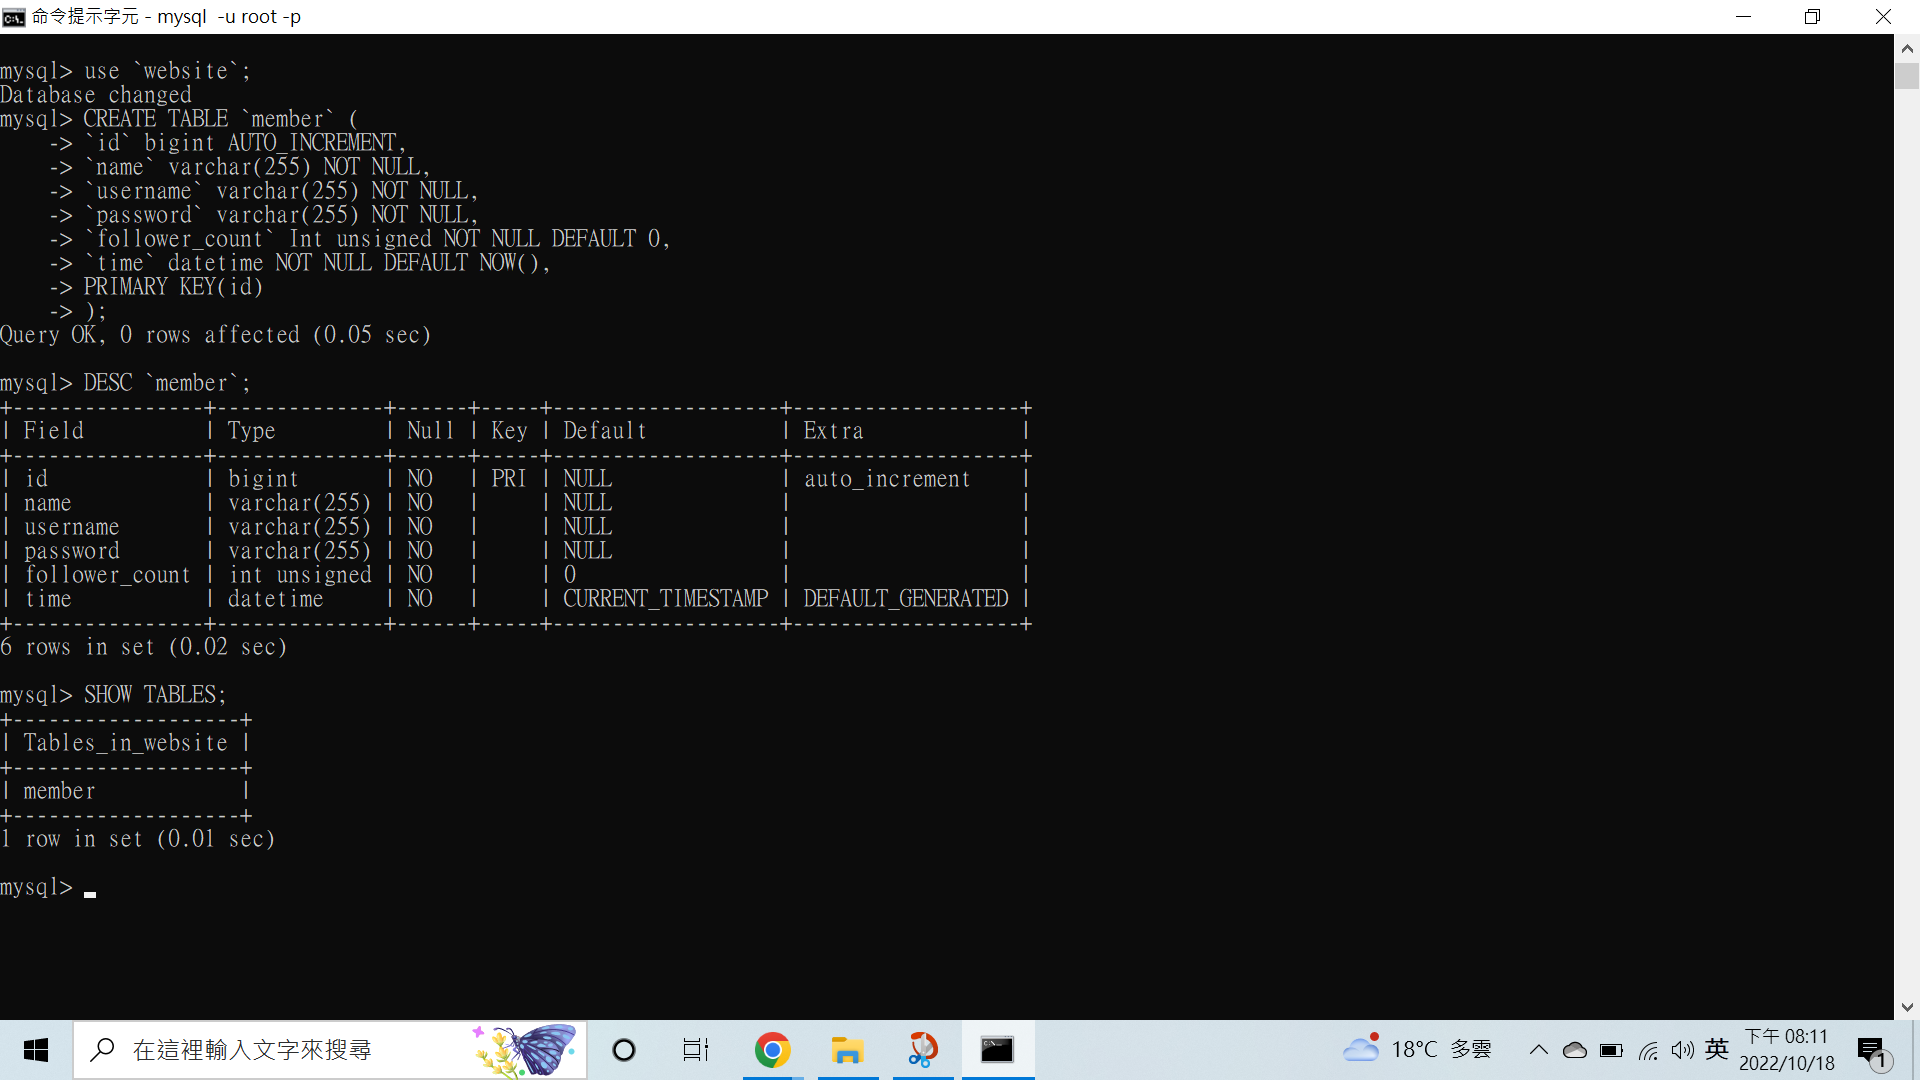 命令提示字元 - mysql  -u root -p
mysql> use `website`;
Database changed
mysql> CREATE TABLE `member` (
    -> `id` bigint AUTO_INCREMENT,
    -> `name` varchar(255) NOT NULL,
    -> `username` varchar(255) NOT NULL,
    -> `password` varchar(255) NOT NULL,
    -> `follower_count` Int unsigned NOT NULL DEFAULT 0,
    -> `time` datetime NOT NULL DEFAULT NOW(),
    -> PRIMARY KEY(id)
    -> );
Query OK, 0 rows affected (0.05 sec)
mysql> DESC `member`;
+----------------+--------------+------+-----+-------------------+-------------------+
| Field          | Type         | Null | Key | Default           | Extra             |
+----------------+--------------+------+-----+-------------------+-------------------+
| id             | bigint       | NO   | PRI | NULL              | auto_increment    |
| name           | varchar(255) | NO   |     | NULL              |                   |
| username       | varchar(255) | NO   |     | NULL              |                   |
| password       | varchar(255) | NO   |     | NULL              |                   |
| follower_count | int unsigned | NO   |     | 0                 |                   |
| time           | datetime     | NO   |     | CURRENT_TIMESTAMP | DEFAULT_GENERATED |
+----------------+--------------+------+-----+-------------------+-------------------+
6 rows in set (0.02 sec)
mysql> SHOW TABLES;
+-------------------+
| Tables_in_website |
+-------------------+
| member            |
+-------------------+
1 row in set (0.01 sec)
mysql>
在這裡輸入文字來搜尋
18°C 多雲
英
下午 08:11
2022/10/18
1